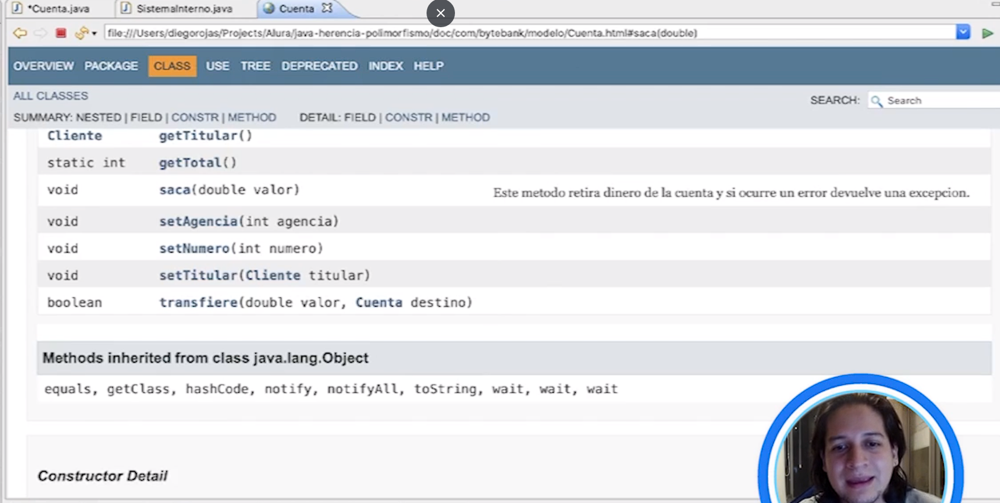 *Cuenta.java SistemaInterno.java Cuenta
file:///Users/diegorojas/Projects/Alura/java-herencia-polimorfismo/doc/com/bytebank/modelo/Cuenta.html#saca(double)
OVERVIEW PACKAGE CLASS USE TREE DEPRECATED INDEX HELP
ALL CLASSES
SEARCH: Search
SUMMARY: NESTED | FIELD | CONSTR | METHOD DETAIL: FIELD | CONSTR | METHOD
Cliente getTitular()
static int getTotal()
void saca(double valor) Este metodo retira dinero de la cuenta y si ocurre un error devuelve una excepcion.
void setAgencia(int agencia)
void setNumero(int numero)
void setTitular(Cliente titular)
boolean transfiere(double valor, Cuenta destino)
Methods inherited from class java.lang.Object
equals, getClass, hashCode, notify, notifyAll, toString, wait, wait, wait
Constructor Detail